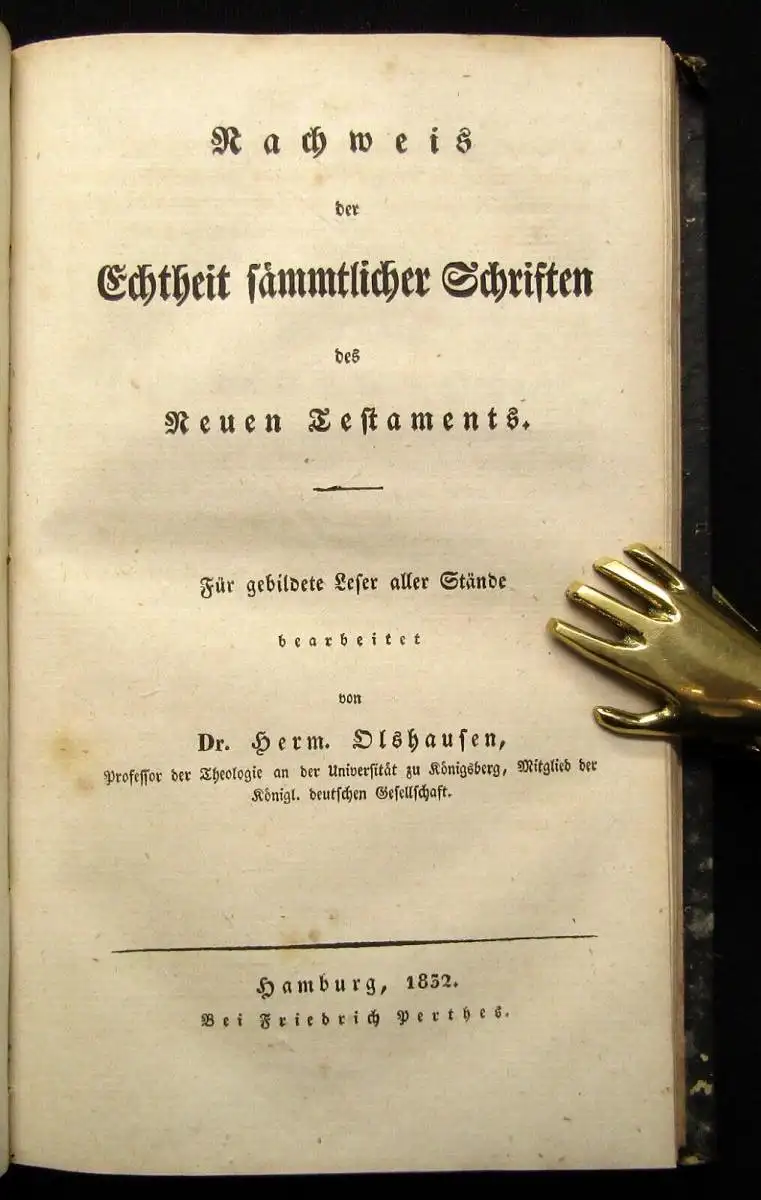 Nachweis
der
Echtheit sämmtlicher Schriften
des
Neuen Testaments.
Für gebildete Leser aller Stände
bearbeitet
von
Dr. Herm. Olshausen,
Professor der Theologie an der Universität zu Königsberg, Mitglied der
Königl. deutschen Gesellschaft.
Hamburg, 1832.
Bei Friedrich Perthes.